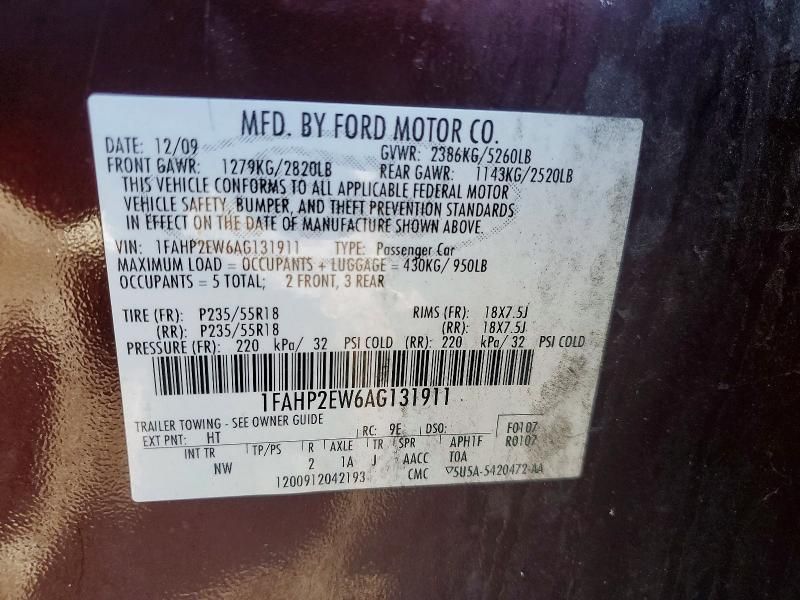 MFD. BY FORD MOTOR CO.
DATE: 12/09 GVWR: 2386KG/5260LB
FRONT GAWR: 1279KG/2820LB REAR GAWR: 1143KG/2520LB
THIS VEHICLE CONFORMS TO ALL APPLICABLE FEDERAL MOTOR
VEHICLE SAFETY, BUMPER, AND THEFT PREVENTION STANDARDS
IN EFFECT ON THE DATE OF MANUFACTURE SHOWN ABOVE.
VIN: 1FAHP2EW6AG131911 TYPE: Passenger Car
MAXIMUM LOAD = OCCUPANTS + LUGGAGE = 430KG/ 950LB
OCCUPANTS = 5 TOTAL; 2 FRONT, 3 REAR
TIRE (FR): P235/55R18 RIMS (FR): 18X7.5J
(RR): P235/55R18 (RR): 18X7.5J
PRESSURE (FR): 220 kPa/ 32 PSI COLD (RR): 220 kPa/ 32 PSI COLD
1FAHP2EW6AG131911
TRAILER TOWING - SEE OWNER GUIDE
EXT PNT: HT RC: 9E DSO: F0107
R0107
INT TR TP/PS R AXLE TR SPR APH1F
NW 2 1A J AACC TOA
1200912042193 CMC ▽5U5A-5420472-AA